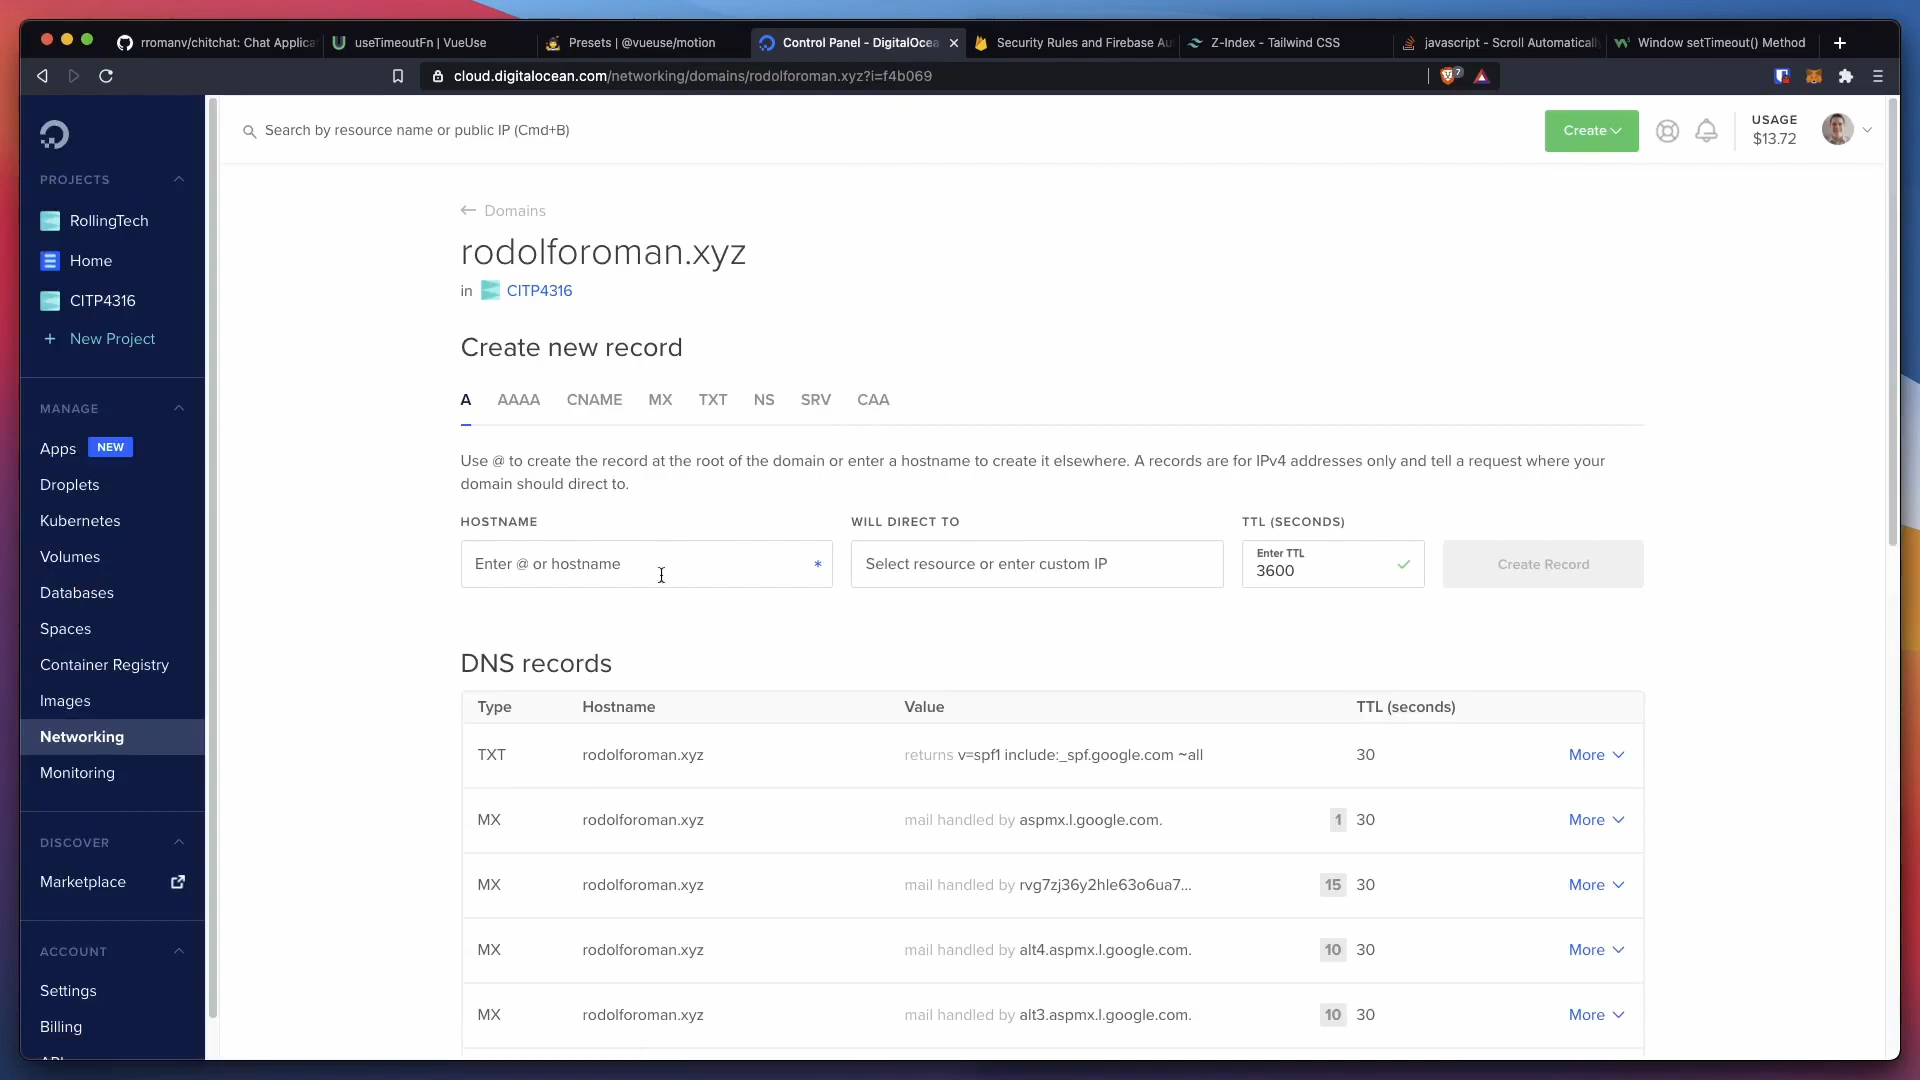 rromanv/chitchat: Chat Applica
useTimeoutFn | VueUse
Presets | @vueuse/motion
Control Panel - DigitalOcea
Security Rules and Firebase Au
Z-Index - Tailwind CSS
javascript - Scroll Automatically
Window setTimeout() Method
cloud.digitalocean.com/networking/domains/rodolforoman.xyz?i=f4b069
7
Search by resource name or public IP (Cmd+B)
Create
USAGE
$13.72
PROJECTS
RollingTech
Home
CITP4316
+ New Project
MANAGE
Apps NEW
Droplets
Kubernetes
Volumes
Databases
Spaces
Container Registry
Images
Networking
Monitoring
DISCOVER
Marketplace
ACCOUNT
Settings
Billing
API
← Domains
rodolforoman.xyz
in CITP4316
Create new record
A AAAA CNAME MX TXT NS SRV CAA
Use @ to create the record at the root of the domain or enter a hostname to create it elsewhere. A records are for IPv4 addresses only and tell a request where your
domain should direct to.
HOSTNAME WILL DIRECT TO TTL (SECONDS)
Enter TTL
Enter @ or hostname * Select resource or enter custom IP 3600 Create Record
DNS records
Type Hostname Value TTL (seconds)
TXT rodolforoman.xyz returns v=spf1 include:_spf.google.com ~all 30 More
MX rodolforoman.xyz mail handled by aspmx.l.google.com. 1 30 More
MX rodolforoman.xyz mail handled by rvg7zj36y2hle63o6ua7... 15 30 More
MX rodolforoman.xyz mail handled by alt4.aspmx.l.google.com. 10 30 More
MX rodolforoman.xyz mail handled by alt3.aspmx.l.google.com. 10 30 More